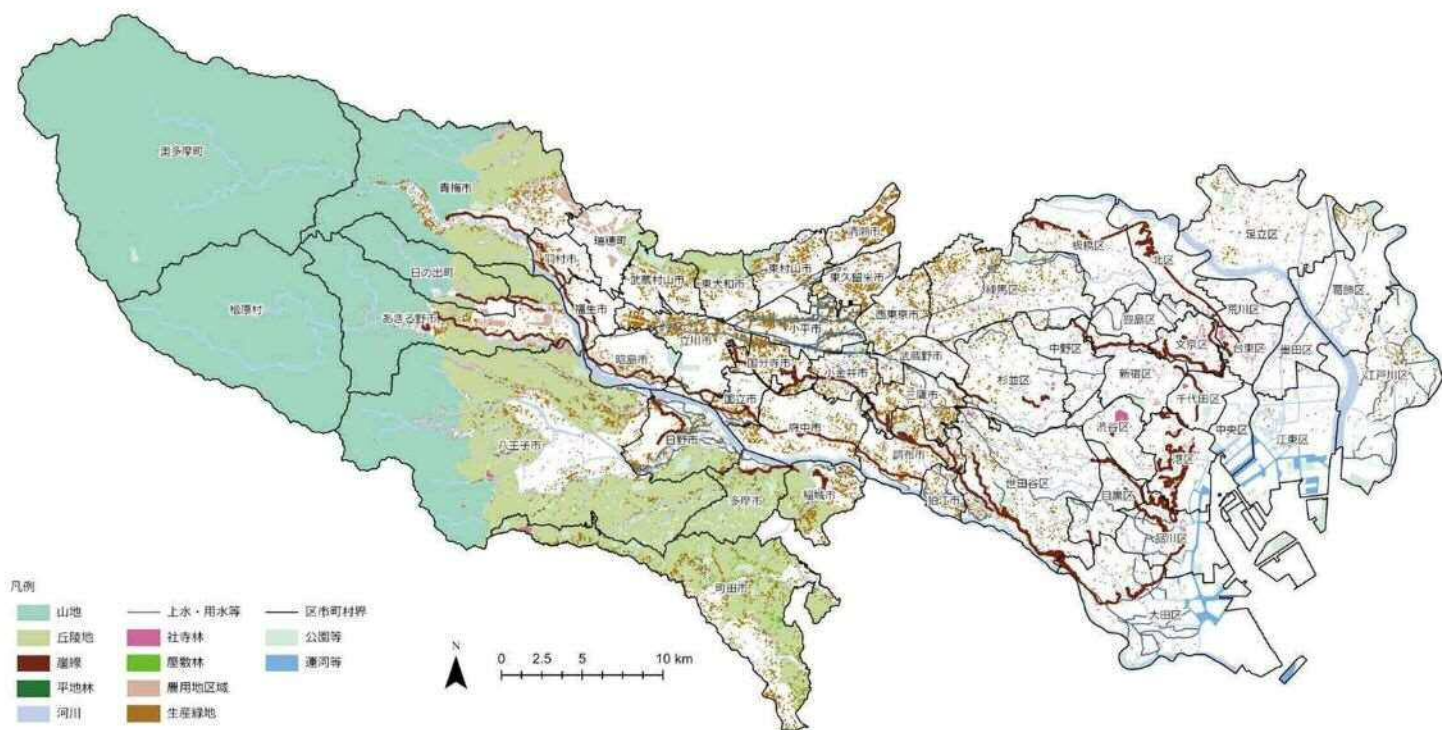 奥多摩町
青梅市
瑞穂町
羽村市
日の出町
檜原村
あきる野市
福生市
武蔵村山市
東大和市
東村山市
清瀬市
東久留米市
西東京市
小平市
立川市
昭島市
国分寺市
小金井市
武蔵野市
三鷹市
国立市
府中市
調布市
狛江市
八王子市
日野市
多摩市
稲城市
町田市
練馬区
板橋区
北区
足立区
葛飾区
荒川区
豊島区
文京区
台東区
墨田区
江戸川区
中野区
杉並区
新宿区
千代田区
渋谷区
中央区
江東区
港区
世田谷区
目黒区
品川区
大田区
凡例
山地
丘陵地
崖線
平地林
河川
上水・用水等
社寺林
屋敷林
農用地区域
生産緑地
区市町村界
公園等
運河等
N
0 2.5 5 10 km